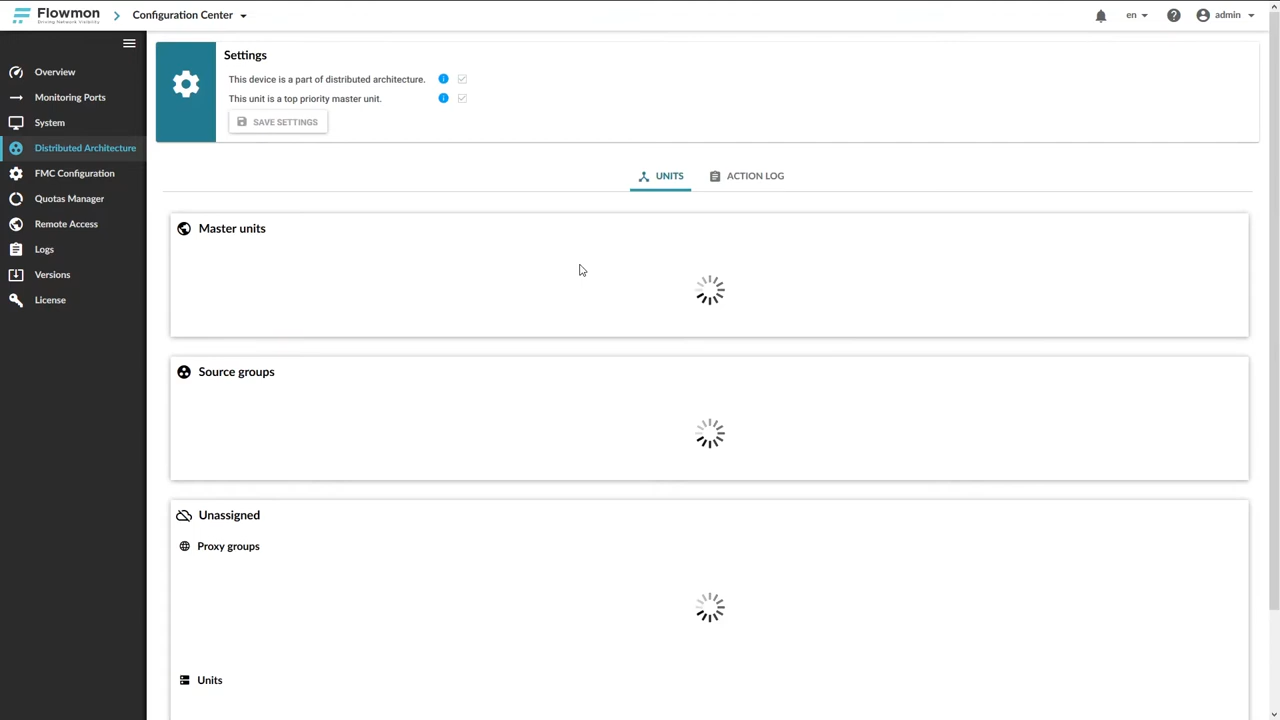 Flowmon
Driving Network Visibility
Configuration Center
en
admin
Overview
Monitoring Ports
System
Distributed Architecture
FMC Configuration
Quotas Manager
Remote Access
Logs
Versions
License
Settings
This device is a part of distributed architecture.
This unit is a top priority master unit.
SAVE SETTINGS
UNITS
ACTION LOG
Master units
Source groups
Unassigned
Proxy groups
Units